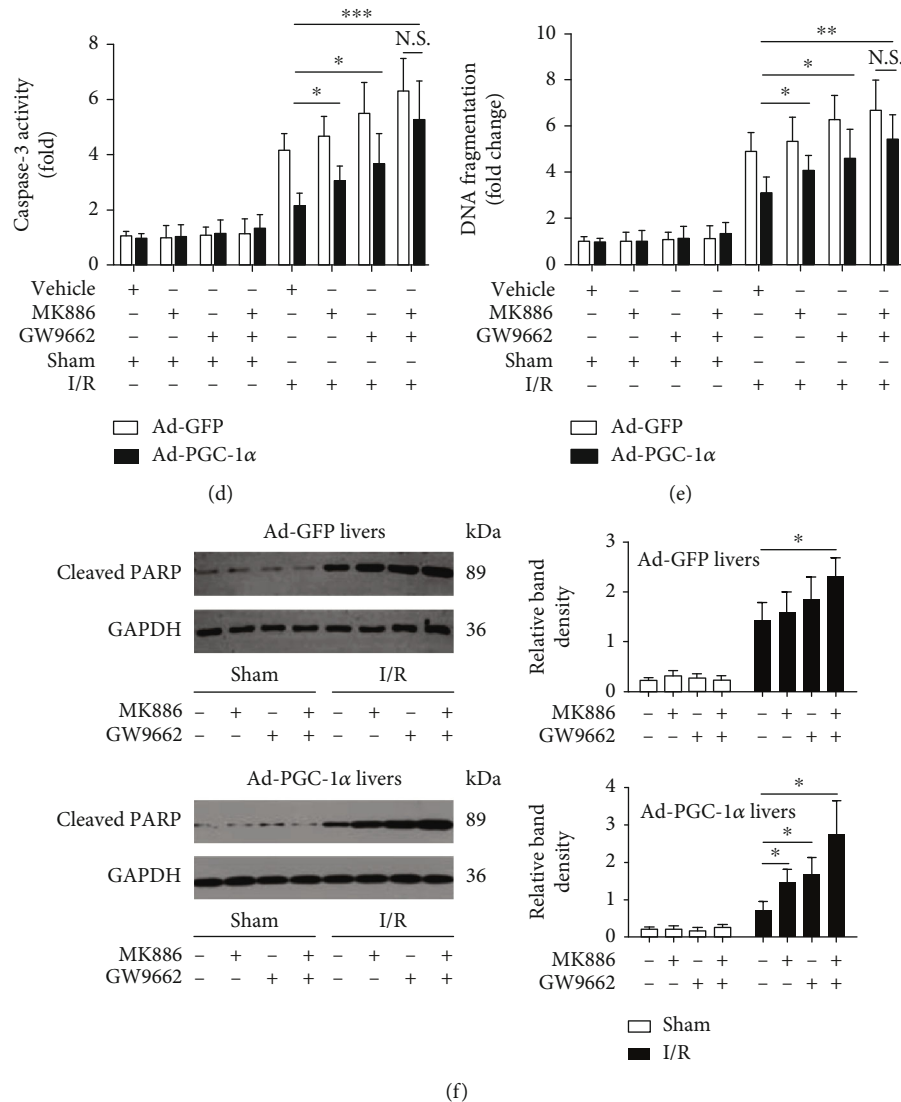 ***
N.S.
*
*
8
6
4
2
0
Caspase-3 activity
(fold)
Vehicle + – – – + – – –
MK886 – + – + – + – +
GW9662 – – + + – – + +
Sham + + + + – – – –
I/R – – – – + + + +
Ad-GFP
Ad-PGC-1α
(d)
**
N.S.
*
*
10
8
6
4
2
0
DNA fragmentation
(fold change)
Vehicle + – – – + – – –
MK886 – + – + – + – +
GW9662 – – + + – – + +
Sham + + + + – – – –
I/R – – – – + + + +
Ad-GFP
Ad-PGC-1α
(e)
Ad-GFP livers kDa
Cleaved PARP 89
GAPDH 36
Sham I/R
MK886 – + – + – + – +
GW9662 – – + + – – + +
Ad-GFP livers
*
3
2
1
0
Relative band
density
MK886 – + – + – + – +
GW9662 – – + + – – + +
Ad-PGC-1α livers kDa
Cleaved PARP 89
GAPDH 36
Sham I/R
MK886 – + – + – + – +
GW9662 – – + + – – + +
Ad-PGC-1α livers
*
*
*
4
3
2
1
0
Relative band
density
MK886 – + – + – + – +
GW9662 – – + + – – + +
Sham
I/R
(f)